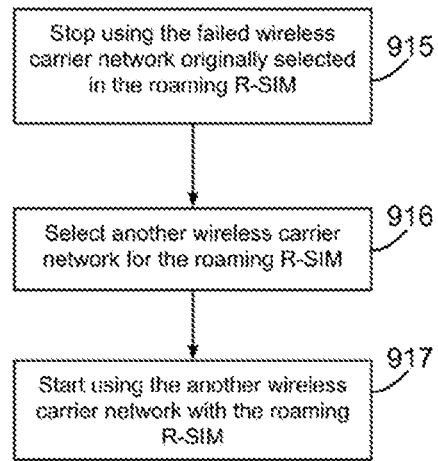 Stop using the failed wireless
carrier network originally selected
in the roaming R-SIM
915
Select another wireless carrier
network for the roaming R-SIM
916
Start using the another wireless
carrier network with the roaming
R-SIM
917